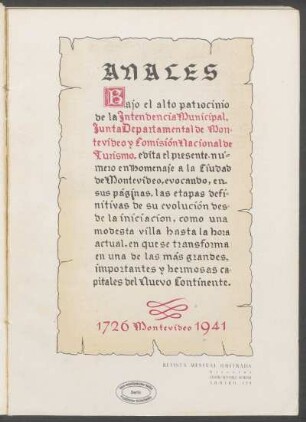 ANALES
Bajo el alto patrocinio
de la Intendencia Municipal,
Junta Departamental de Mon-
tevideo y Comisión Nacional de
Turismo, edita el presente nú-
mero en homenaje a la Ciudad
de Montevideo, evocando, en
sus páginas, las etapas defi-
nitivas de su evolución des-
de la iniciación, como una
modesta villa hasta la hora
actual, en que se transforma
en una de las más grandes,
importantes y hermosas ca-
pitales del Nuevo Continente.
1726 Montevideo 1941
REVISTA MENSUAL ILUSTRADA